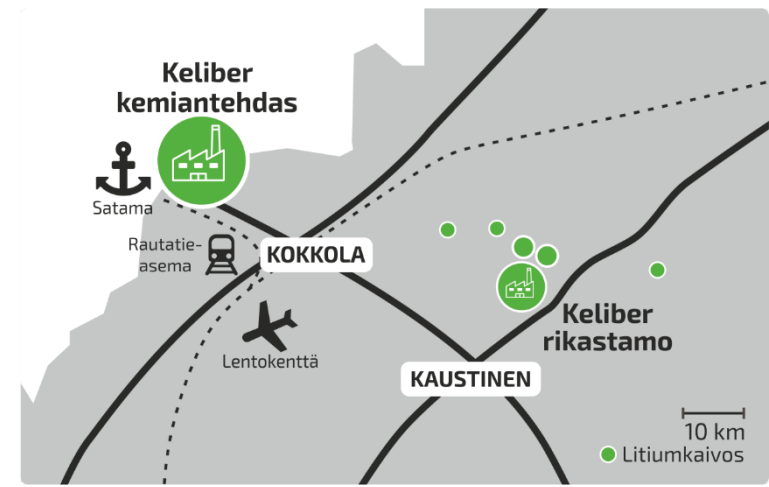 Keliber
kemiantehdas
Satama
Rautatie-
asema
KOKKOLA
Lentokenttä
Keliber
rikastamo
KAUSTINEN
10 km
Litiumkaivos